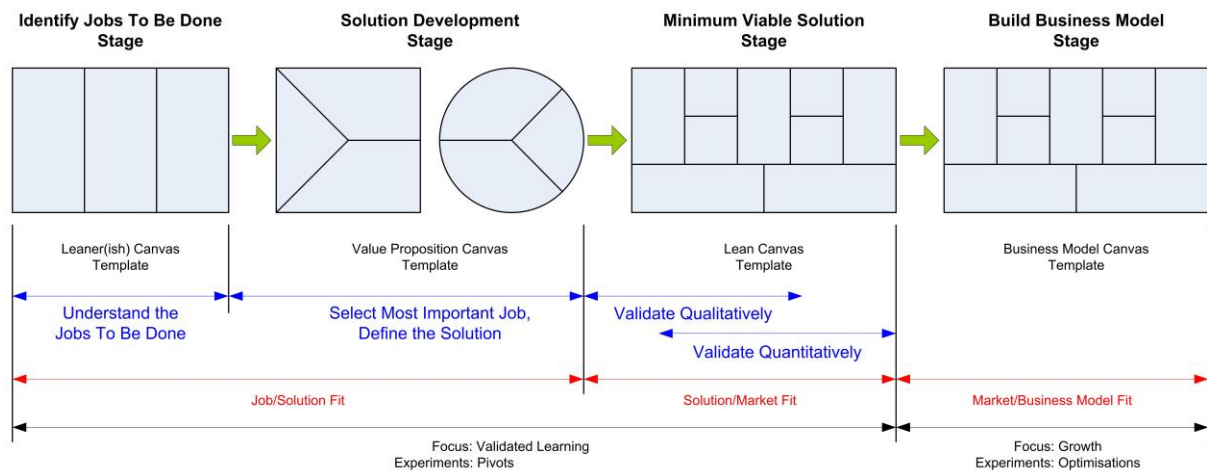 Identify Jobs To Be Done
Stage
Solution Development
Stage
Minimum Viable Solution
Stage
Build Business Model
Stage
Leaner(ish) Canvas
Template
Value Proposition Canvas
Template
Lean Canvas
Template
Business Model Canvas
Template
Understand the
Jobs To Be Done
Select Most Important Job,
Define the Solution
Validate Qualitatively
Validate Quantitatively
Job/Solution Fit
Solution/Market Fit
Market/Business Model Fit
Focus: Validated Learning
Experiments: Pivots
Focus: Growth
Experiments: Optimisations